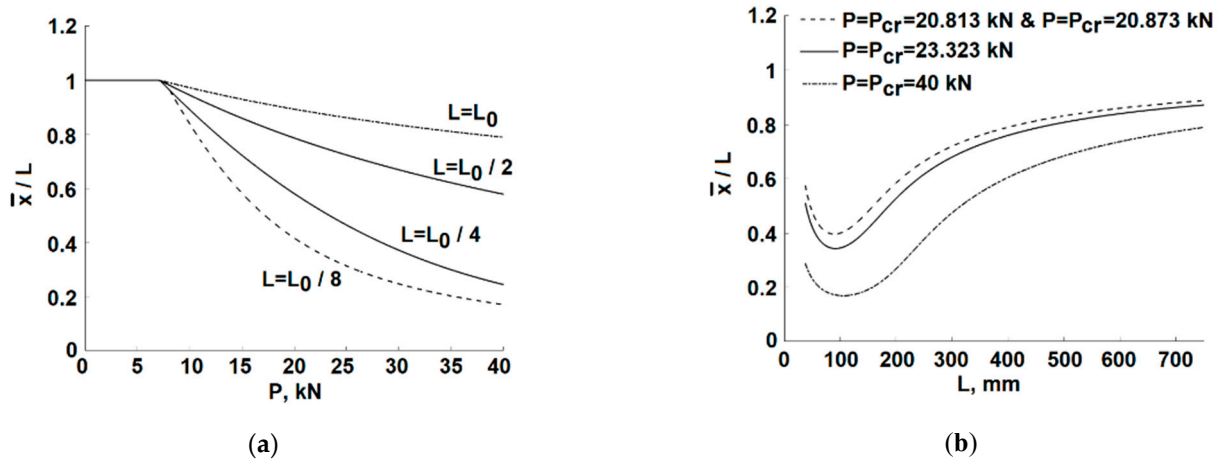 1.2
1
0.8
0.6
0.4
0.2
0
x̅ / L
L=L0
L=L0 / 2
L=L0 / 4
L=L0 / 8
0 5 10 15 20 25 30 35 40
P, kN
(a)
P=Pcr=20.813 kN & P=Pcr=20.873 kN
P=Pcr=23.323 kN
P=Pcr=40 kN
1.2
1
0.8
0.6
0.4
0.2
0
x̅ / L
0 100 200 300 400 500 600 700
L, mm
(b)